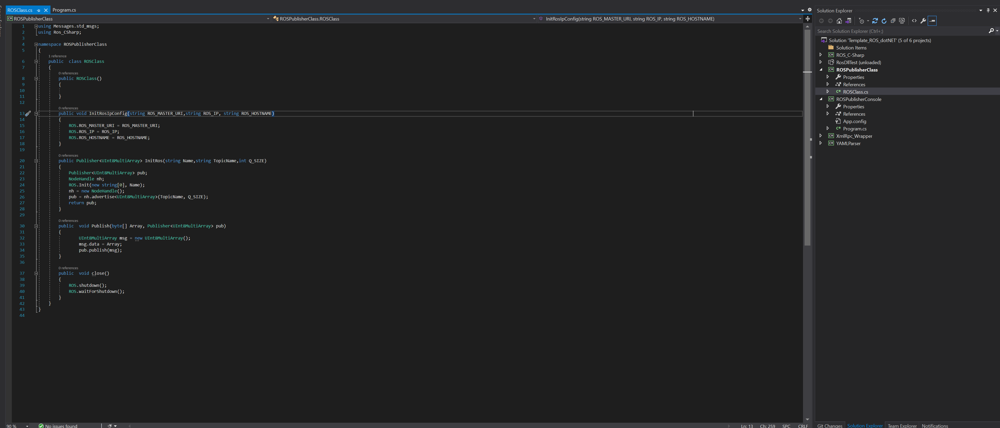 ROSClass.cs
Program.cs
ROSPublisherClass
ROSPublisherClass.ROSClass
InitRosIpConfig(string ROS_MASTER_URI, string ROS_IP, string ROS_HOSTNAME)
1 using Messages.std_msgs;
2 using Ros_CSharp;
3
4 namespace ROSPublisherClass
5 {
1 reference
6 public class ROSClass
7 {
0 references
8 public ROSClass()
9 {
10
11 }
12
0 references
13 public void InitRosIpConfig(string ROS_MASTER_URI,string ROS_IP, string ROS_HOSTNAME)
14 {
15 ROS.ROS_MASTER_URI = ROS_MASTER_URI;
16 ROS.ROS_IP = ROS_IP;
17 ROS.ROS_HOSTNAME = ROS_HOSTNAME;
18 }
19
0 references
20 public Publisher<UInt8MultiArray> InitRos(string Name,string TopicName,int Q_SIZE)
21 {
22 Publisher<UInt8MultiArray> pub;
23 NodeHandle nh;
24 ROS.Init(new string[0], Name);
25 nh = new NodeHandle();
26 pub = nh.advertise<UInt8MultiArray>(TopicName, Q_SIZE);
27 return pub;
28 }
29
0 references
30 public void Publish(byte[] Array, Publisher<UInt8MultiArray> pub)
31 {
32 UInt8MultiArray msg = new UInt8MultiArray();
33 msg.data = Array;
34 pub.publish(msg);
35 }
36
0 references
37 public void close()
38 {
39 ROS.shutdown();
40 ROS.waitForShutdown();
41 }
42 }
43 }
44
90 %
No issues found
Ln: 13 Ch: 259 SPC CRLF
Solution Explorer
Search Solution Explorer (Ctrl+;)
Solution 'Template_ROS_dotNET' (5 of 6 projects)
Solution Items
C# ROS_C-Sharp
RosDllTest (unloaded)
C# ROSPublisherClass
Properties
References
C# ROSClass.cs
C# ROSPublisherConsole
Properties
References
App.config
C# Program.cs
C# XmlRpc_Wrapper
C# YAMLParser
Git Changes Solution Explorer Team Explorer Notifications